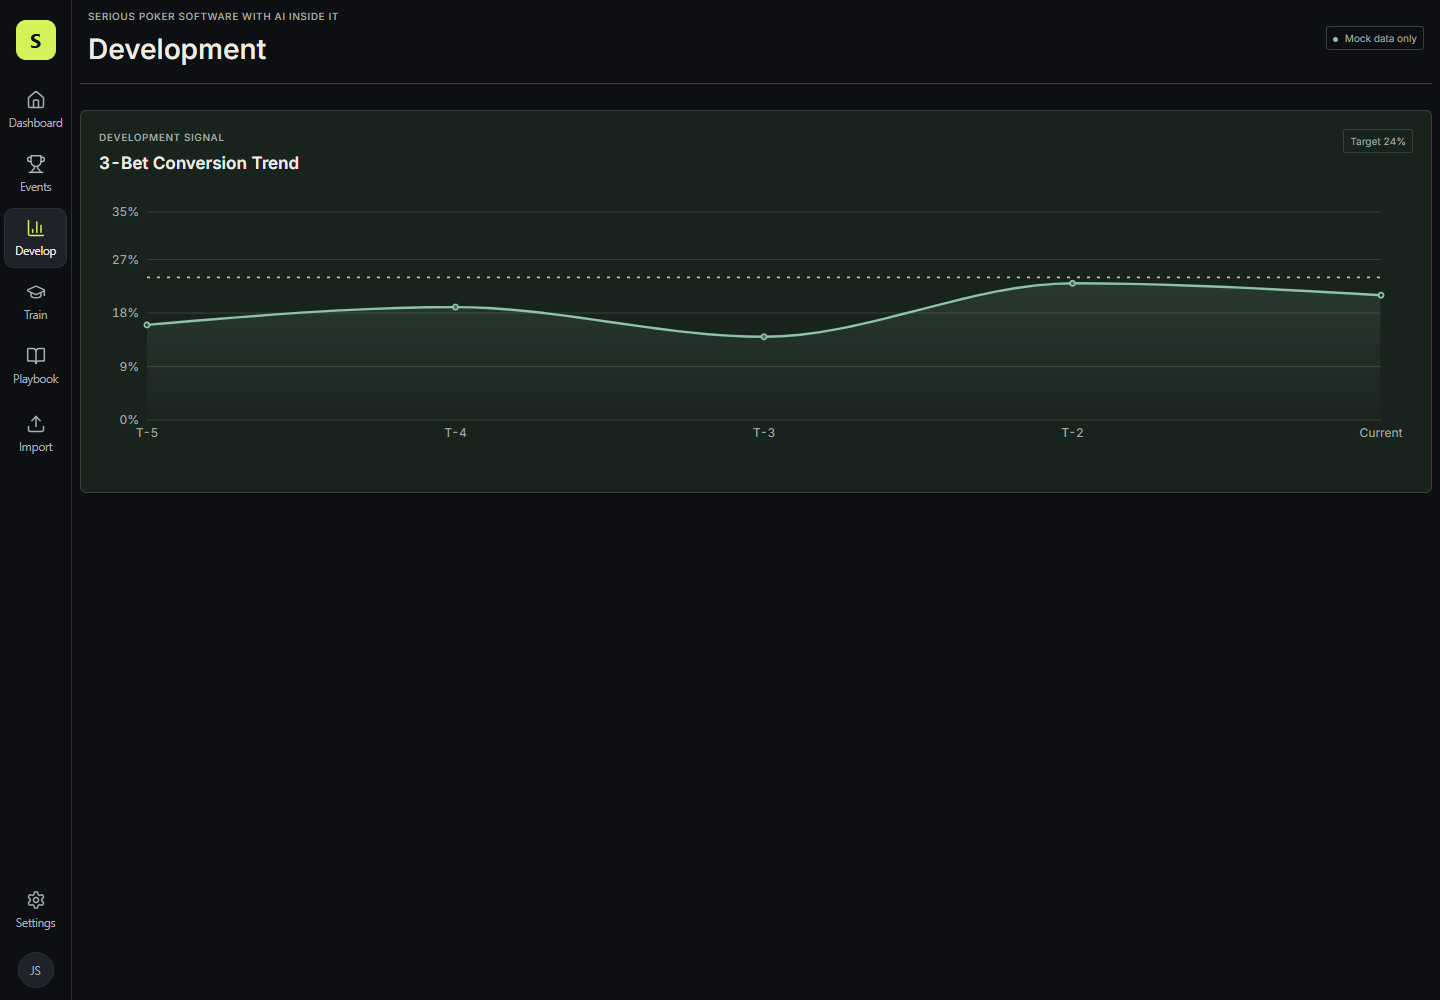 S
Dashboard
Events
Develop
Train
Playbook
Import
Settings
JS
SERIOUS POKER SOFTWARE WITH AI INSIDE IT
Development
Mock data only
DEVELOPMENT SIGNAL
3-Bet Conversion Trend
Target 24%
35%
27%
18%
9%
0%
T-5
T-4
T-3
T-2
Current